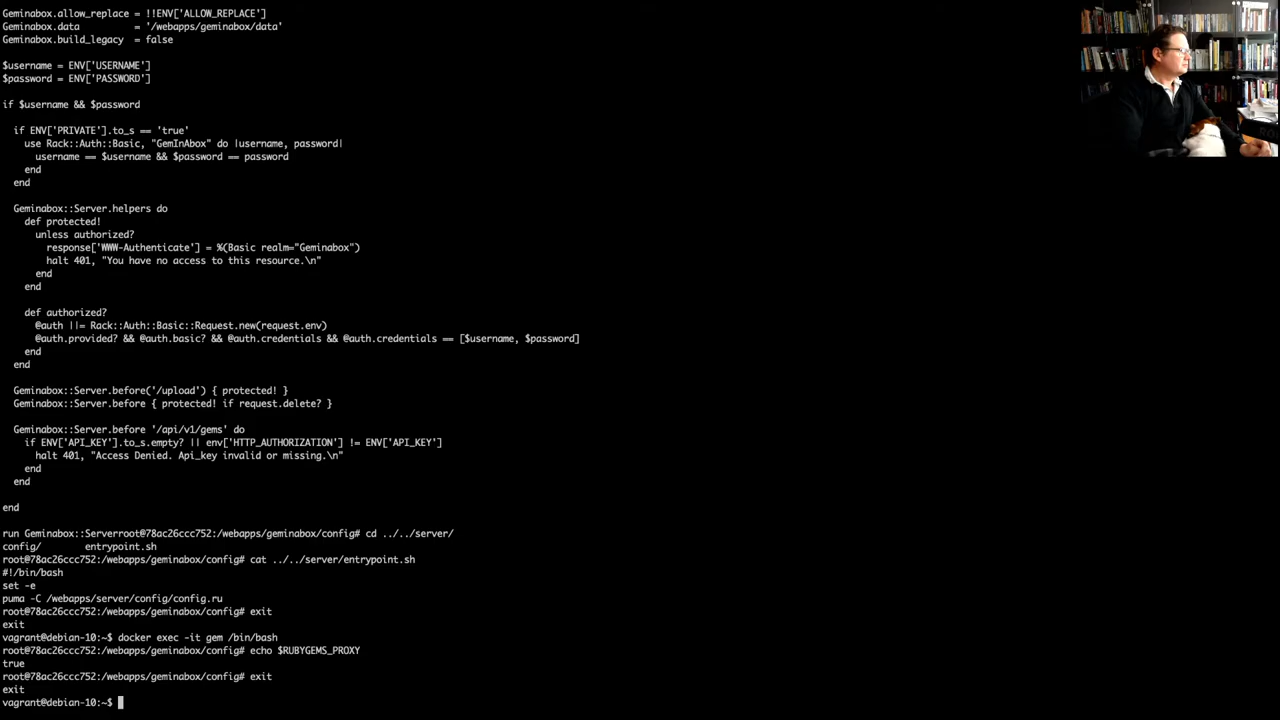 Geminabox.allow_replace = !!ENV['ALLOW_REPLACE']
Geminabox.data          = '/webapps/geminabox/data'
Geminabox.build_legacy  = false

$username = ENV['USERNAME']
$password = ENV['PASSWORD']

if $username && $password

  if ENV['PRIVATE'].to_s == 'true'
    use Rack::Auth::Basic, "GemInAbox" do |username, password|
      username == $username && $password == password
    end
  end

  Geminabox::Server.helpers do
    def protected!
      unless authorized?
        response['WWW-Authenticate'] = %(Basic realm="Geminabox")
        halt 401, "You have no access to this resource.\n"
      end
    end

    def authorized?
      @auth ||= Rack::Auth::Basic::Request.new(request.env)
      @auth.provided? && @auth.basic? && @auth.credentials && @auth.credentials == [$username, $password]
    end
  end

  Geminabox::Server.before('/upload') { protected! }
  Geminabox::Server.before { protected! if request.delete? }

  Geminabox::Server.before '/api/v1/gems' do
    if ENV['API_KEY'].to_s.empty? || env['HTTP_AUTHORIZATION'] != ENV['API_KEY']
      halt 401, "Access Denied. Api_key invalid or missing.\n"
    end
  end

end

run Geminabox::Serverroot@78ac26ccc752:/webapps/geminabox/config# cd ../../server/
config/        entrypoint.sh
root@78ac26ccc752:/webapps/geminabox/config# cat ../../server/entrypoint.sh
#!/bin/bash
set -e
puma -C /webapps/server/config/config.ru
root@78ac26ccc752:/webapps/geminabox/config# exit
exit
vagrant@debian-10:~$ docker exec -it gem /bin/bash
root@78ac26ccc752:/webapps/geminabox/config# echo $RUBYGEMS_PROXY
true
root@78ac26ccc752:/webapps/geminabox/config# exit
exit
vagrant@debian-10:~$